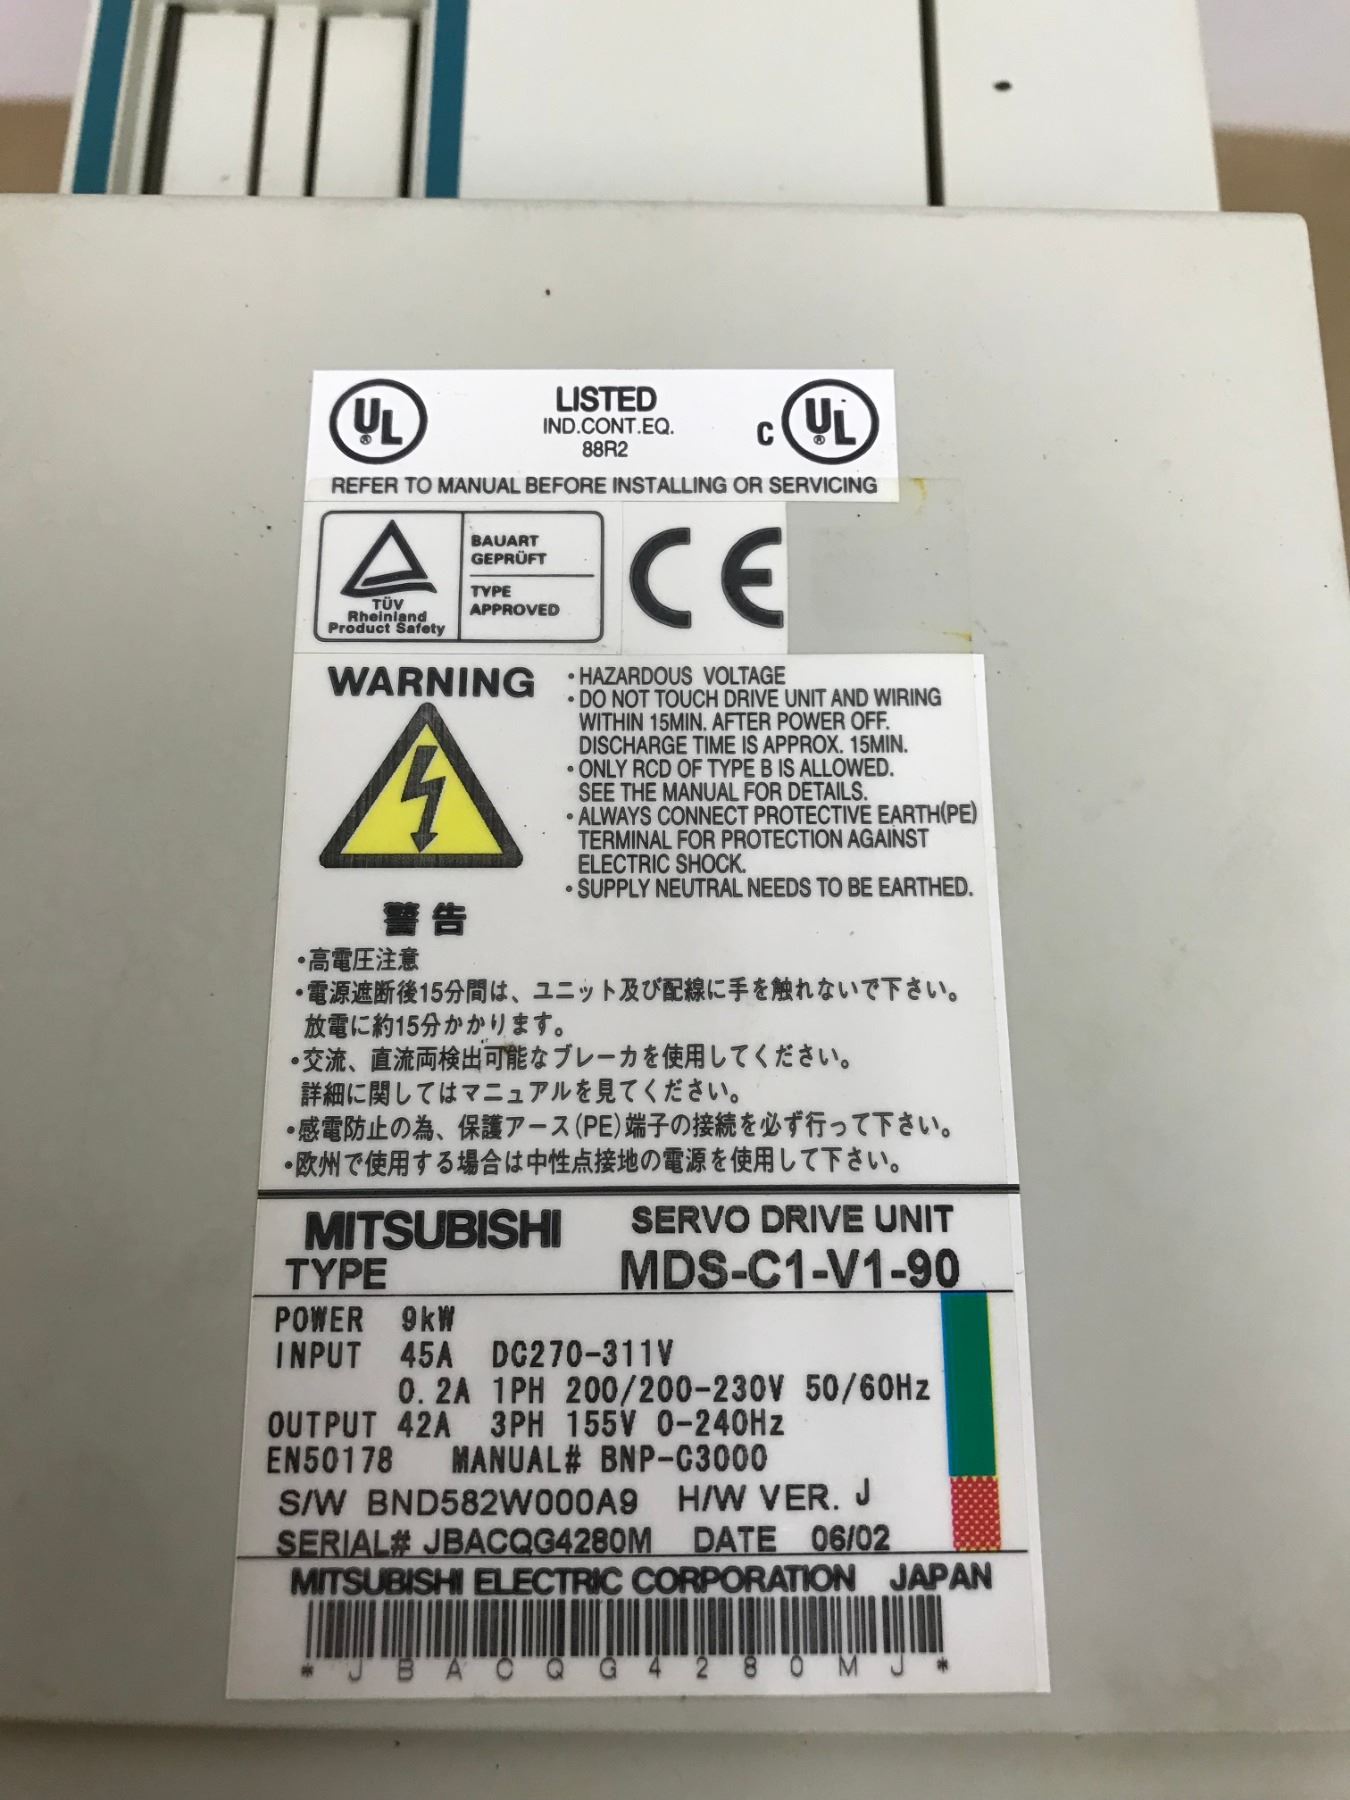 UL
LISTED
IND.CONT.EQ.
88R2
C UL
REFER TO MANUAL BEFORE INSTALLING OR SERVICING
TÜV
Rheinland
Product Safety
BAUART
GEPRÜFT
TYPE
APPROVED
CE
WARNING
・HAZARDOUS VOLTAGE
・DO NOT TOUCH DRIVE UNIT AND WIRING
WITHIN 15MIN. AFTER POWER OFF.
DISCHARGE TIME IS APPROX. 15MIN.
・ONLY RCD OF TYPE B IS ALLOWED.
SEE THE MANUAL FOR DETAILS.
・ALWAYS CONNECT PROTECTIVE EARTH(PE)
TERMINAL FOR PROTECTION AGAINST
ELECTRIC SHOCK.
・SUPPLY NEUTRAL NEEDS TO BE EARTHED.
警告
・高電圧注意
・電源遮断後15分間は、ユニット及び配線に手を触れないで下さい。
放電に約15分かかります。
・交流、直流両検出可能なブレーカを使用してください。
詳細に関してはマニュアルを見てください。
・感電防止の為、保護アース(PE)端子の接続を必ず行って下さい。
・欧州で使用する場合は中性点接地の電源を使用して下さい。
MITSUBISHI SERVO DRIVE UNIT
TYPE MDS-C1-V1-90
POWER 9kW
INPUT 45A DC270-311V
0.2A 1PH 200/200-230V 50/60Hz
OUTPUT 42A 3PH 155V 0-240Hz
EN50178 MANUAL# BNP-C3000
S/W BND582W000A9 H/W VER. J
SERIAL# JBACQG4280M DATE 06/02
MITSUBISHI ELECTRIC CORPORATION JAPAN
*JBACQG4280MJ*